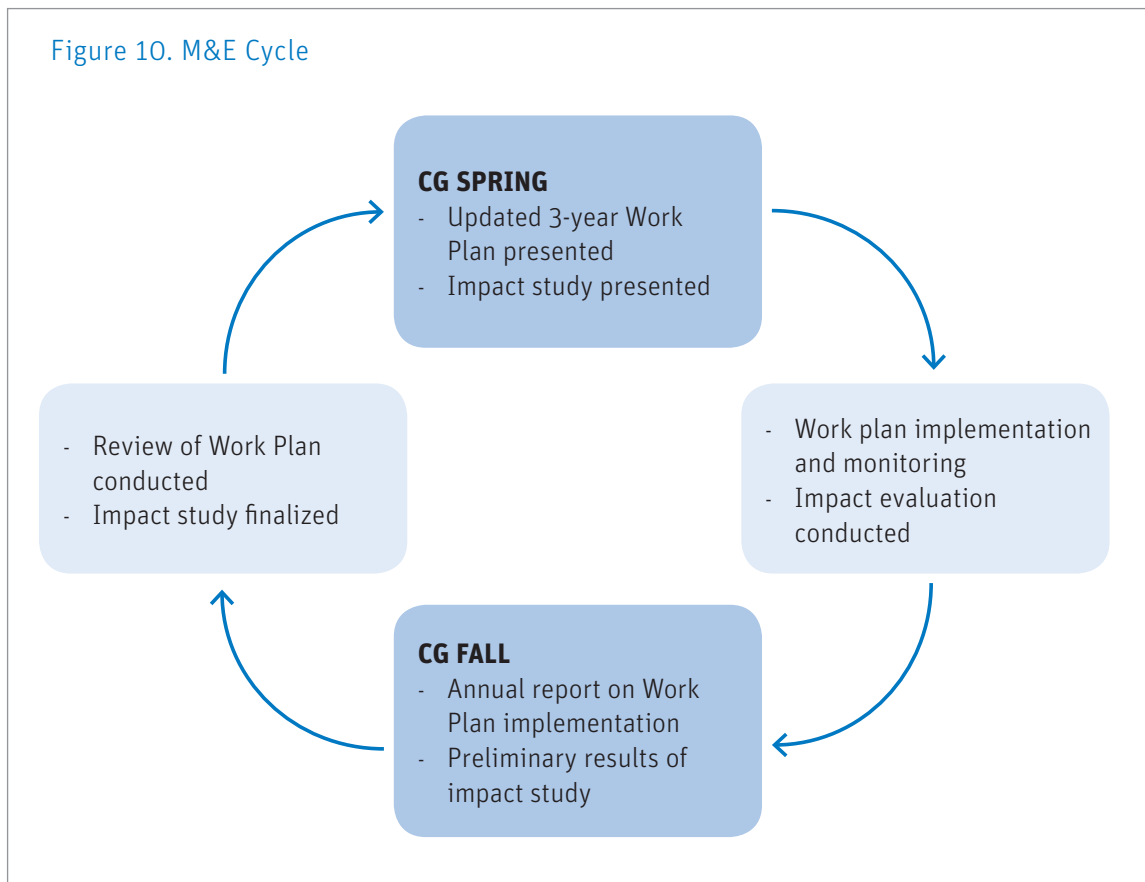 Figure 10. M&E Cycle
CG SPRING
- Updated 3-year Work
Plan presented
- Impact study presented
- Review of Work Plan
conducted
- Impact study finalized
- Work plan implementation
and monitoring
- Impact evaluation
conducted
CG FALL
- Annual report on Work
Plan implementation
- Preliminary results of
impact study